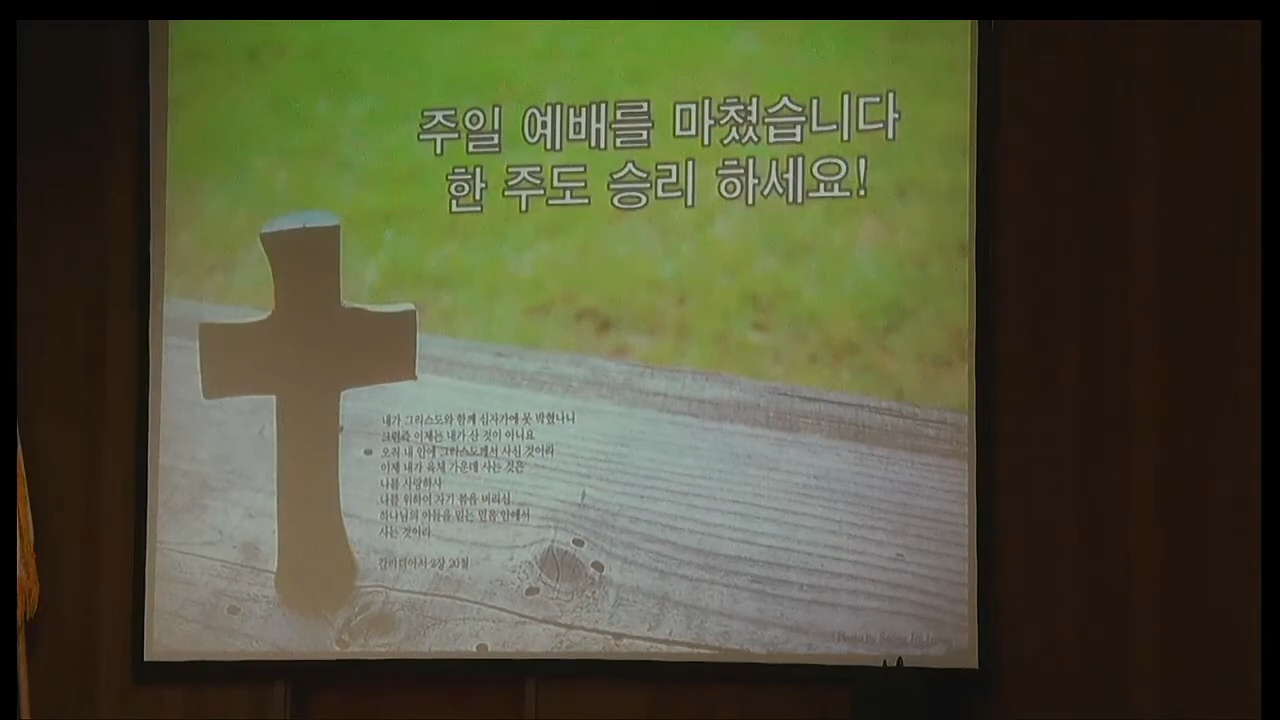 주일 예배를 마쳤습니다
한 주도 승리 하세요!
내가 그리스도와 함께 십자가에 못 박혔나니
그런즉 이제는 내가 산 것이 아니요
오직 내 안에 그리스도께서 사신 것이라
이제 내가 육체 가운데 사는 것은
나를 사랑하사
나를 위하여 자기 몸을 버리신
하나님의 아들을 믿는 믿음 안에서
사는 것이라
갈라디아서 2장 20절
Photo by